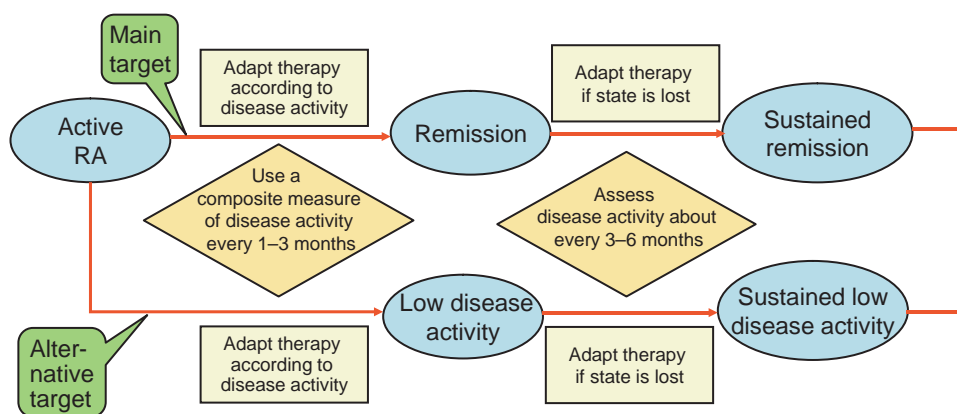 Main
target
Adapt therapy
according to
disease activity
Adapt therapy
if state is lost
Active
RA
Remission
Sustained
remission
Use a
composite measure
of disease activity
every 1–3 months
Assess
disease activity about
every 3–6 months
Low disease
activity
Sustained low
disease activity
Alter-
native
target
Adapt therapy
according to
disease activity
Adapt therapy
if state is lost